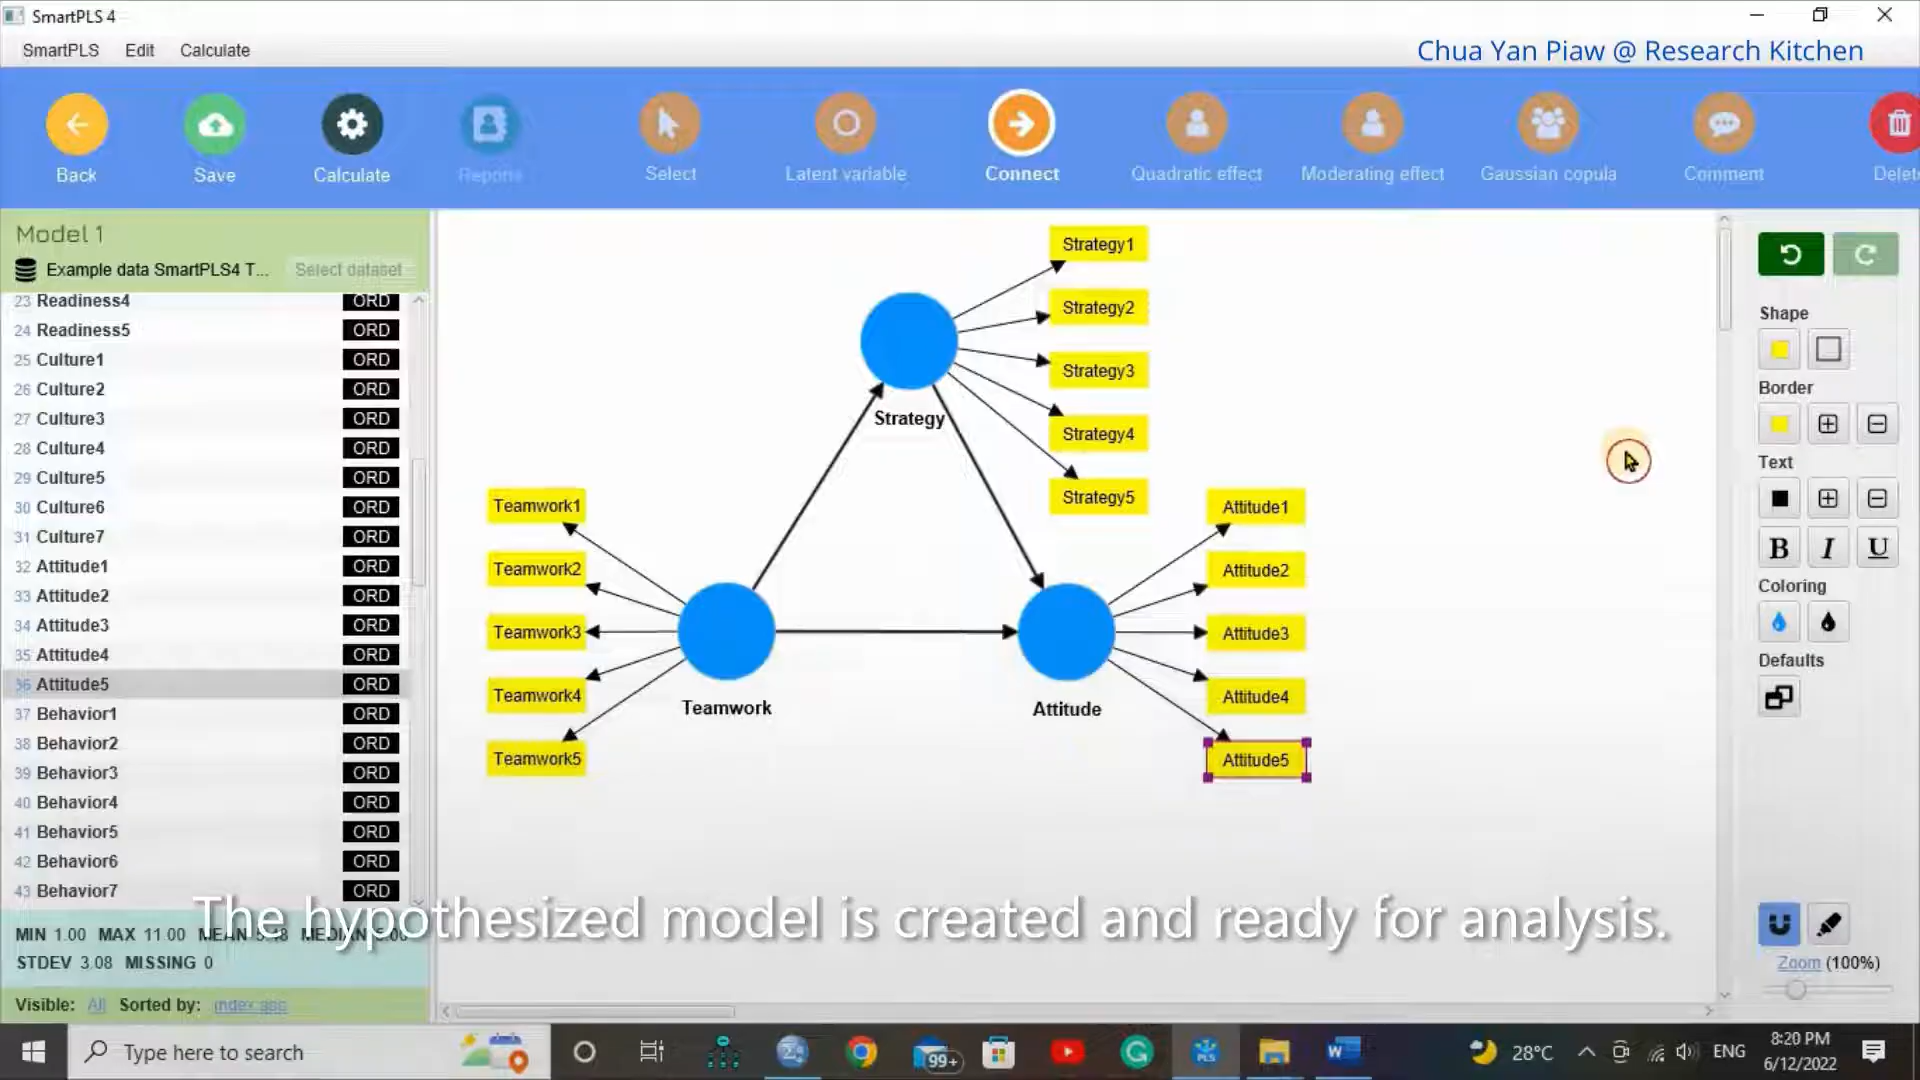 SmartPLS 4
SmartPLS Edit Calculate
Chua Yan Piaw @ Research Kitchen
Back Save Calculate Reports Select Latent variable Connect Quadratic effect Moderating effect Gaussian copula Comment Delete
Model 1
Example data SmartPLS4 T... Select dataset
23 Readiness4 ORD
24 Readiness5 ORD
25 Culture1 ORD
26 Culture2 ORD
27 Culture3 ORD
28 Culture4 ORD
29 Culture5 ORD
30 Culture6 ORD
31 Culture7 ORD
32 Attitude1 ORD
33 Attitude2 ORD
34 Attitude3 ORD
35 Attitude4 ORD
36 Attitude5 ORD
37 Behavior1 ORD
38 Behavior2 ORD
39 Behavior3 ORD
40 Behavior4 ORD
41 Behavior5 ORD
42 Behavior6 ORD
43 Behavior7 ORD
MIN 1.00 MAX 11.00 MEAN MEDIAN
STDEV 3.08 MISSING 0
Visible: All Sorted by: index asc
Strategy1
Strategy2
Strategy3
Strategy4
Strategy5
Strategy
Teamwork1
Teamwork2
Teamwork3
Teamwork4
Teamwork5
Teamwork
Attitude1
Attitude2
Attitude3
Attitude4
Attitude5
Attitude
The hypothesized model is created and ready for analysis.
Shape
Border
Text
B I U
Coloring
Defaults
Zoom (100%)
Type here to search
99+
PLS
W
28°C
ENG
8:20 PM
6/12/2022